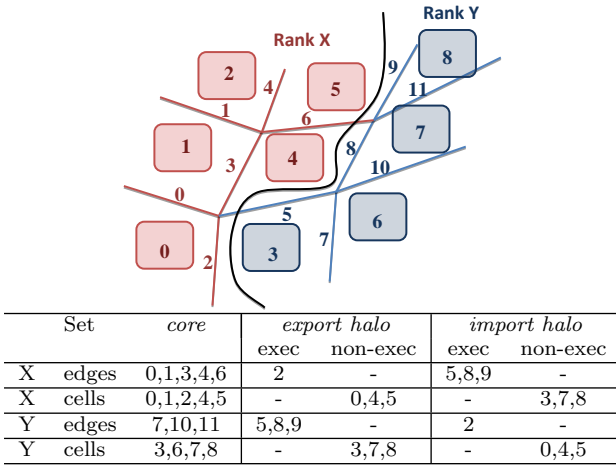 Rank X
Rank Y
2
4
5
9
8
1
6
11
1
3
4
8
7
10
0
5
6
0
2
3
7
Set core export halo import halo
exec non-exec exec non-exec
X edges 0,1,3,4,6 2 - 5,8,9 -
X cells 0,1,2,4,5 - 0,4,5 - 3,7,8
Y edges 7,10,11 5,8,9 - 2 -
Y cells 3,6,7,8 - 3,7,8 - 0,4,5